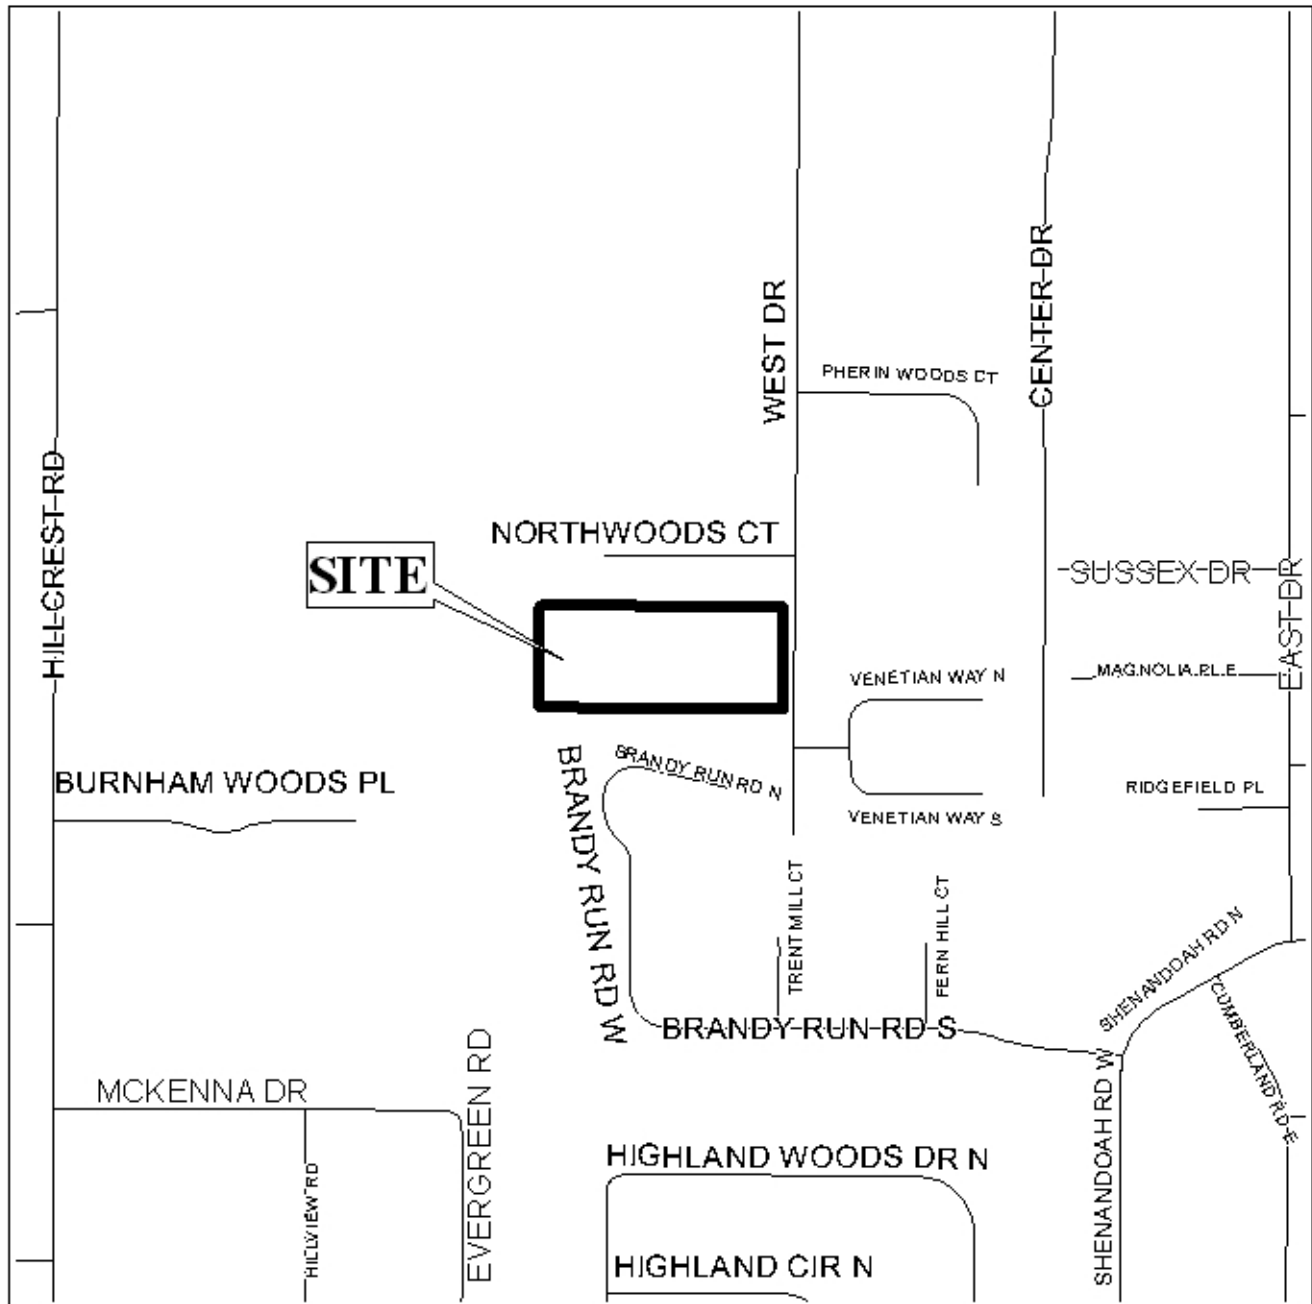 CENTER DR
WEST DR
PHERIN WOODS CT
HILLCREST RD
NORTHWOODS CT
SITE
SUSSEX DR
EAST DR
MAGNOLIA PL E
VENETIAN WAY N
BRANDY RUN RD N
BURNHAM WOODS PL
BRANDY RUN RD W
RIDGEFIELD PL
VENETIAN WAY S
TRENT MILL CT
FERN HILL CT
SHENANDOAH RD N
CUMBERLAND RD E
BRANDY RUN RD S
SHENANDOAH RD W
MCKENNA DR
EVERGREEN RD
HILLVIEW RD
HIGHLAND WOODS DR N
HIGHLAND CIR N